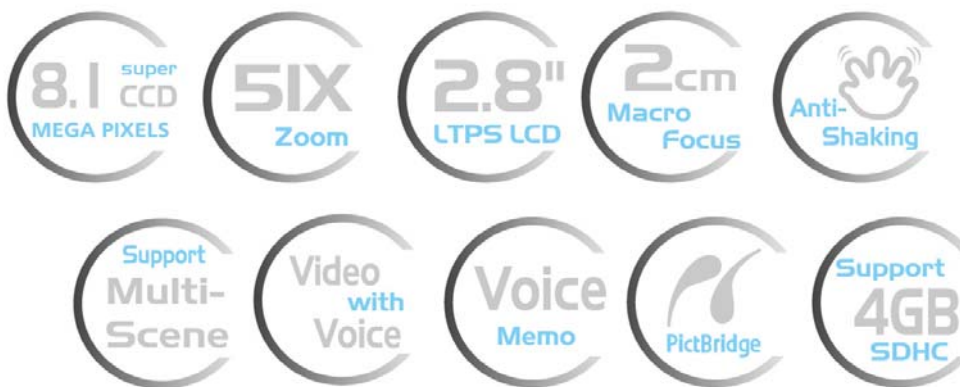 8.1 super CCD
MEGA PIXELS
SIX
Zoom
2.8"
LTPS LCD
2cm
Macro
Focus
Anti-
Shaking
Support
Multi-
Scene
Video
with
Voice
Voice
Memo
PictBridge
Support
4GB
SDHC